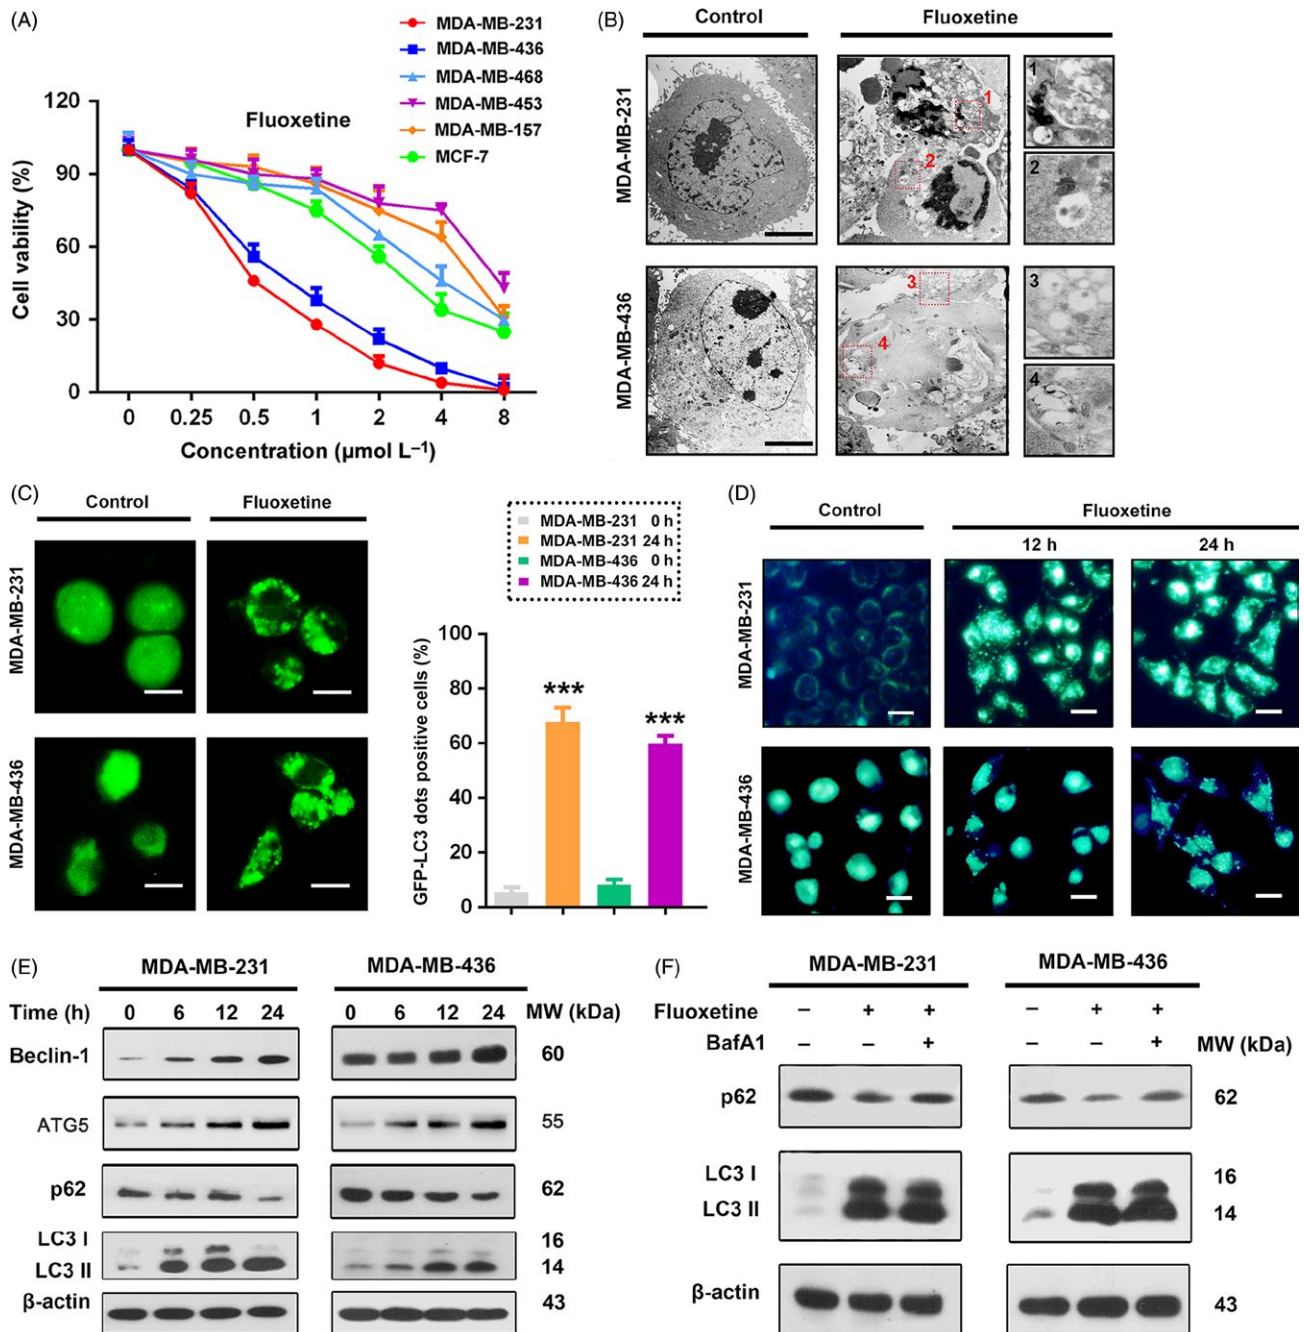 (A)
MDA-MB-231
MDA-MB-436
MDA-MB-468
MDA-MB-453
MDA-MB-157
MCF-7
Fluoxetine
Cell viability (%)
120
90
60
30
0
0 0.25 0.5 1 2 4 8
Concentration (µmol L⁻¹)
(B)
Control Fluoxetine
MDA-MB-231
1
2
1
2
MDA-MB-436
3
4
3
4
(C)
Control Fluoxetine
MDA-MB-231
MDA-MB-436
MDA-MB-231 0 h
MDA-MB-231 24 h
MDA-MB-436 0 h
MDA-MB-436 24 h
GFP-LC3 dots positive cells (%)
100
80
60
40
20
0
***
***
(D)
Control Fluoxetine
12 h 24 h
MDA-MB-231
MDA-MB-436
(E)
MDA-MB-231 MDA-MB-436
Time (h) 0 6 12 24 0 6 12 24 MW (kDa)
Beclin-1 60
ATG5 55
p62 62
LC3 I 16
LC3 II 14
β-actin 43
(F)
MDA-MB-231 MDA-MB-436
Fluoxetine – + + – + +
BafA1 – – + – – + MW (kDa)
p62 62
LC3 I 16
LC3 II 14
β-actin 43